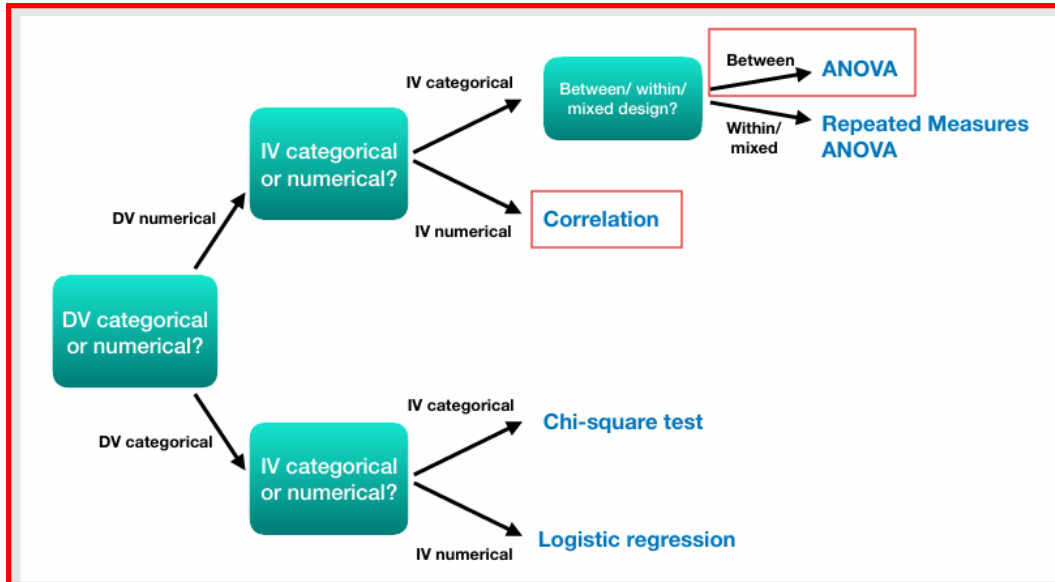 DV categorical
or numerical?
DV numerical
IV categorical
or numerical?
IV categorical
Between/ within/
mixed design?
Between
ANOVA
Within/
mixed
Repeated Measures
ANOVA
IV numerical
Correlation
DV categorical
IV categorical
or numerical?
IV categorical
Chi-square test
IV numerical
Logistic regression